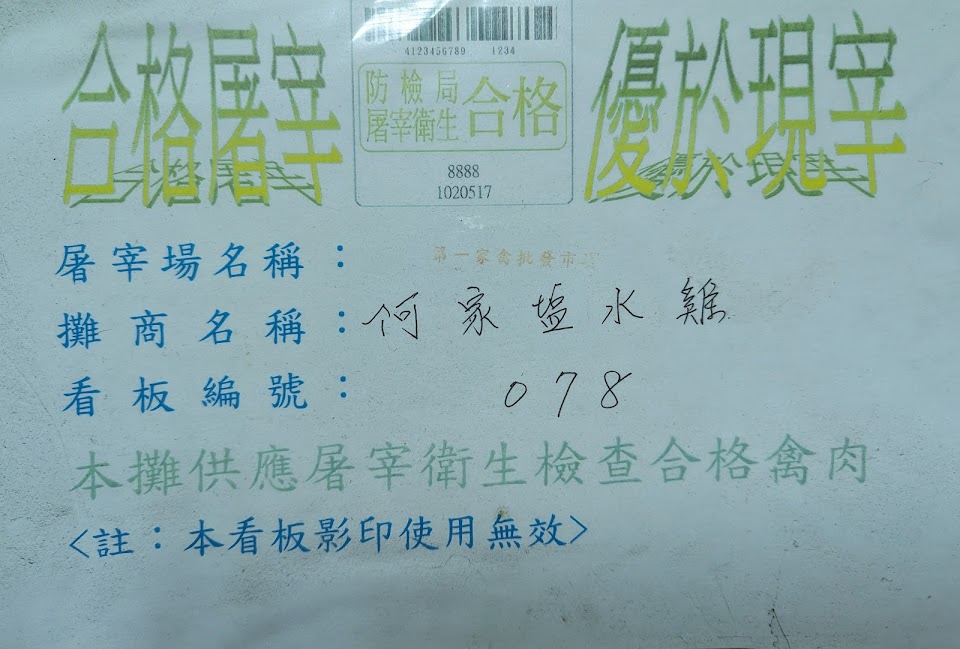 4123456789 1234
合格屠宰
防檢局
屠宰衛生
合格
優於現宰
8888
1020517
屠宰場名稱：第一家禽批發市
攤商名稱：何家塩水雞
看板編號：078
本攤供應屠宰衛生檢查合格禽肉
<註：本看板影印使用無效>